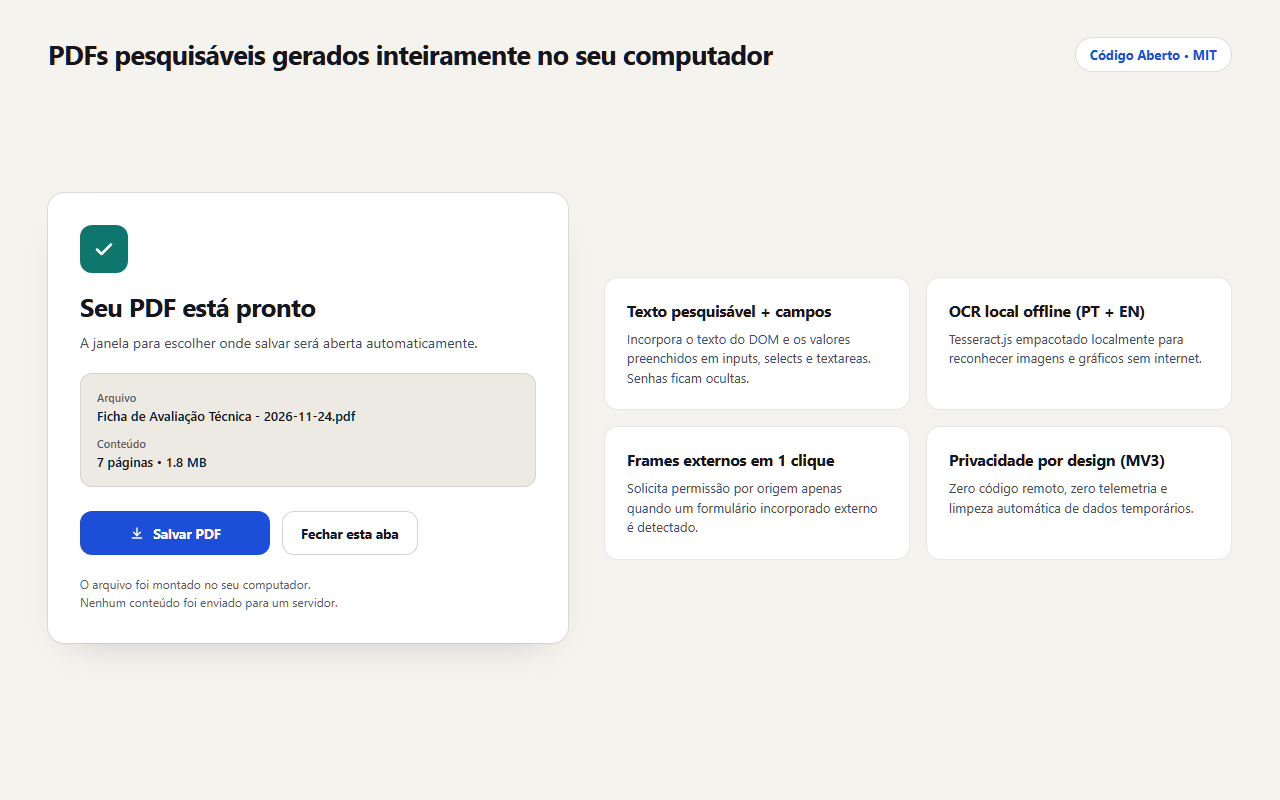 PDFs pesquisáveis gerados inteiramente no seu computador
Código Aberto • MIT
Seu PDF está pronto
A janela para escolher onde salvar será aberta automaticamente.
Arquivo
Ficha de Avaliação Técnica - 2026-11-24.pdf
Conteúdo
7 páginas • 1.8 MB
Salvar PDF
Fechar esta aba
O arquivo foi montado no seu computador.
Nenhum conteúdo foi enviado para um servidor.
Texto pesquisável + campos
Incorpora o texto do DOM e os valores
preenchidos em inputs, selects e textareas.
Senhas ficam ocultas.
OCR local offline (PT + EN)
Tesseract.js empacotado localmente para
reconhecer imagens e gráficos sem internet.
Frames externos em 1 clique
Solicita permissão por origem apenas
quando um formulário incorporado externo
é detectado.
Privacidade por design (MV3)
Zero código remoto, zero telemetria e
limpeza automática de dados temporários.